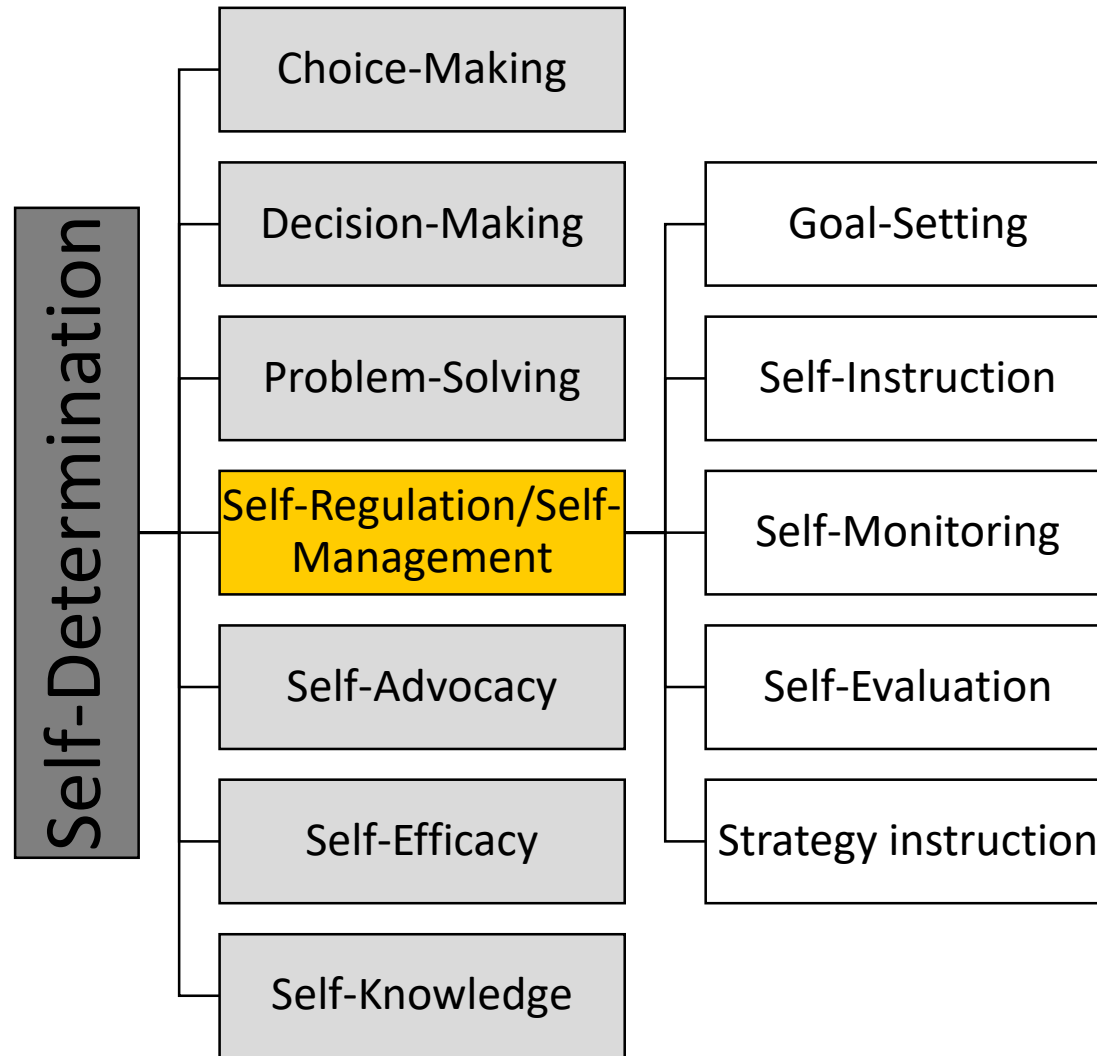 Self-Determination
Choice-Making
Decision-Making
Problem-Solving
Self-Regulation/Self-
Management
Self-Advocacy
Self-Efficacy
Self-Knowledge
Goal-Setting
Self-Instruction
Self-Monitoring
Self-Evaluation
Strategy instruction